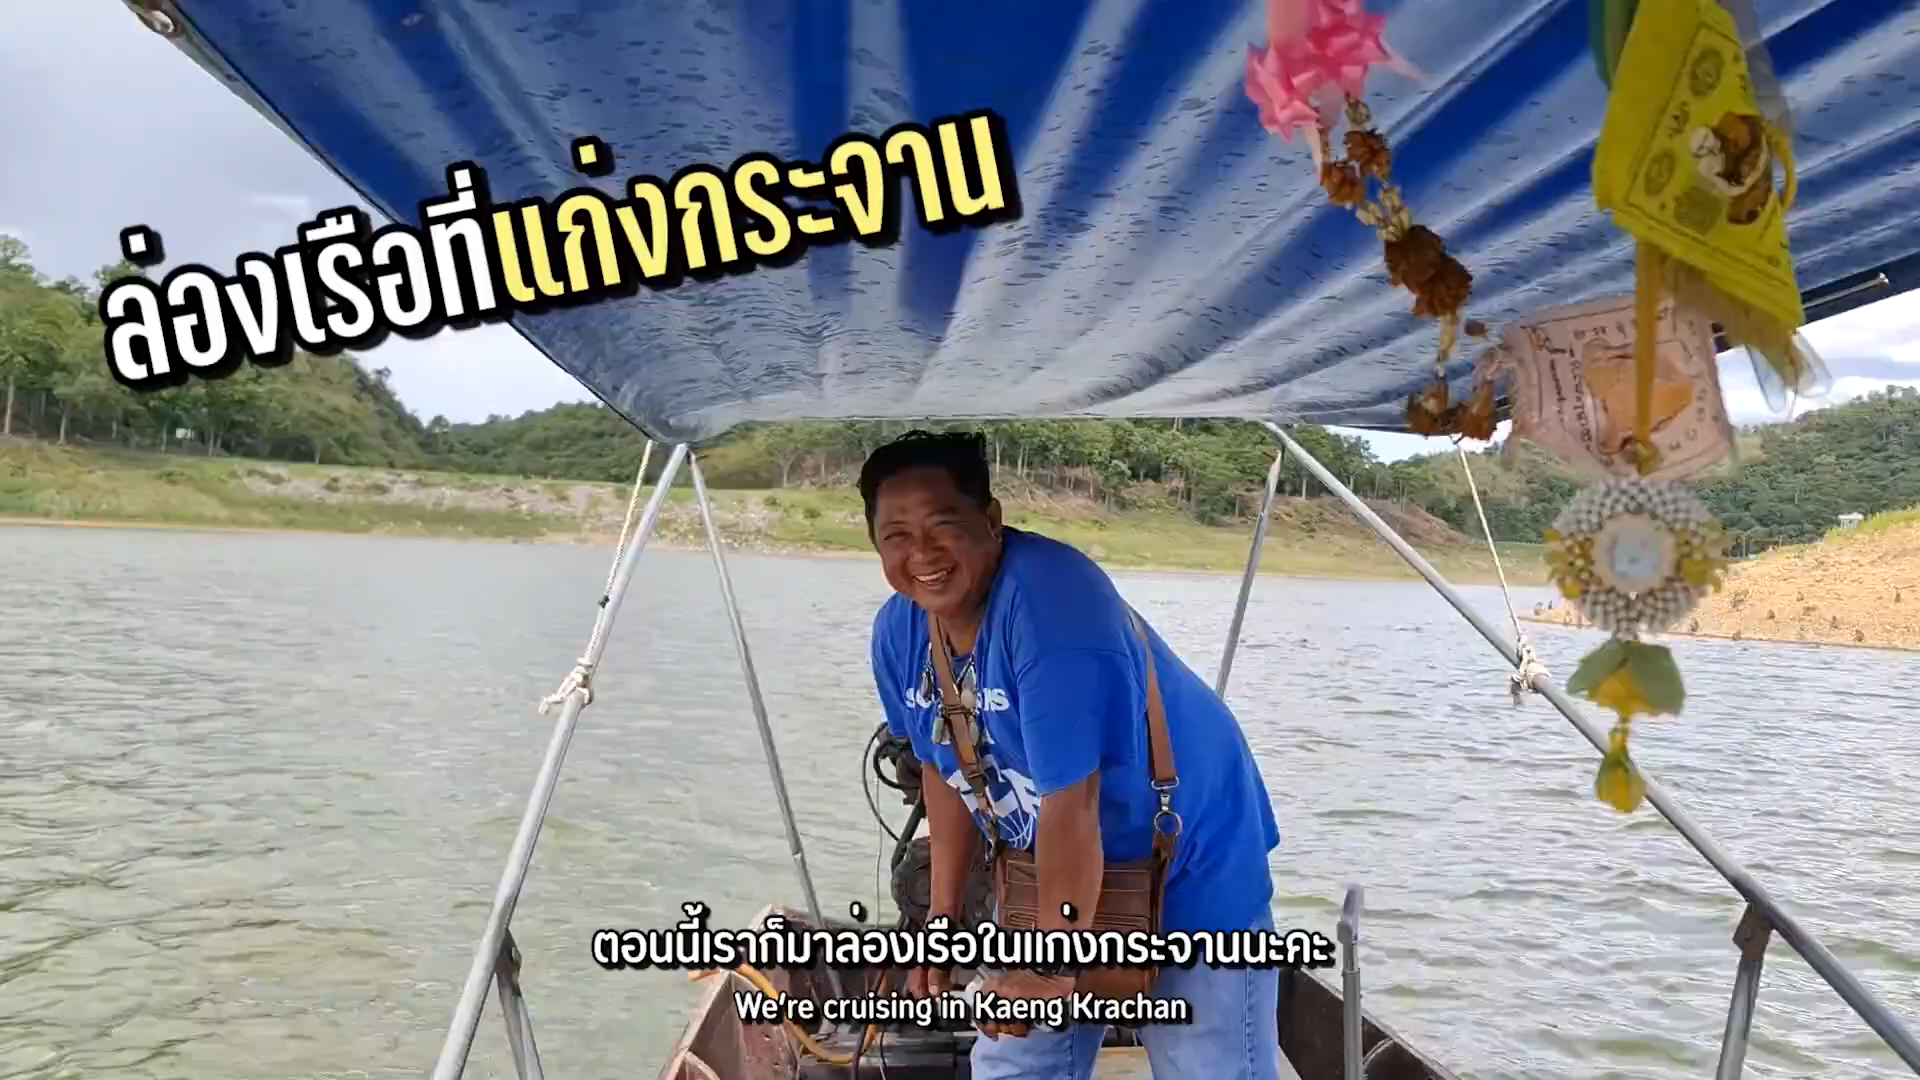 ล่องเรือที่แก่งกระจาน
ตอนนี้เราก็มาล่องเรือในแก่งกระจานนะคะ
We're cruising in Kaeng Krachan